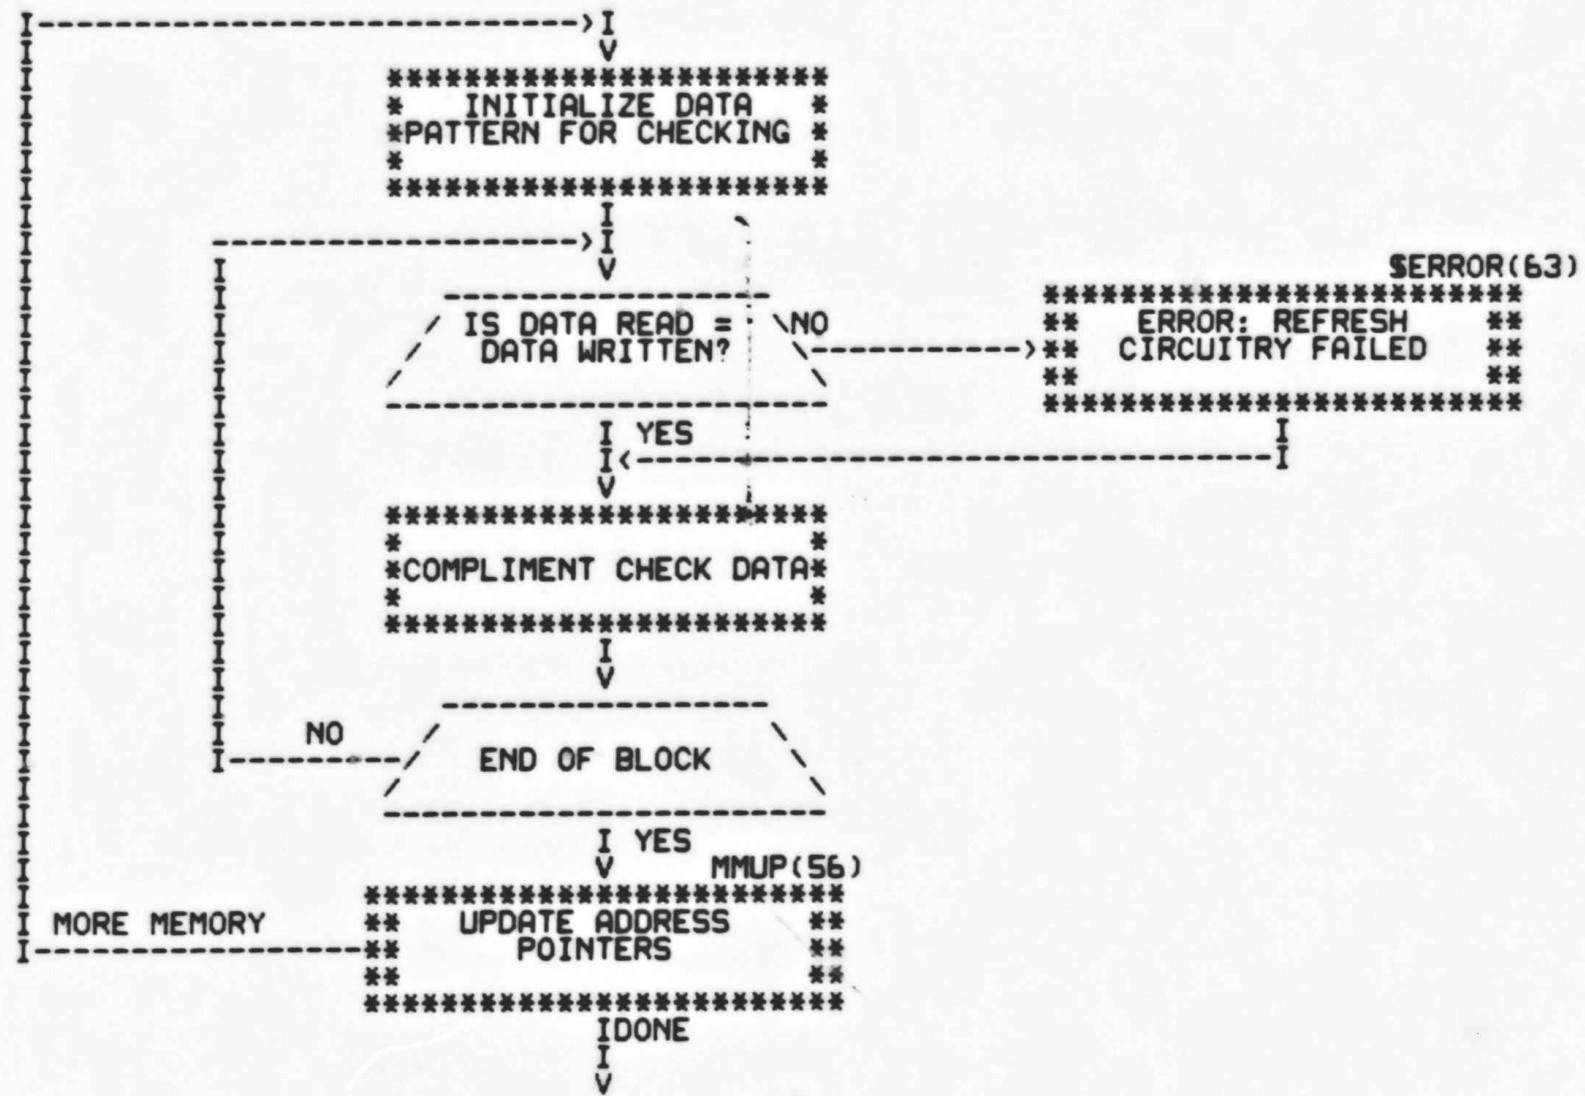 INITIALIZE DATA
PATTERN FOR CHECKING
$ERROR(63)
IS DATA READ =
DATA WRITTEN?
NO
ERROR: REFRESH
CIRCUITRY FAILED
YES
COMPLIMENT CHECK DATA
NO
END OF BLOCK
YES
MMUP(56)
MORE MEMORY
UPDATE ADDRESS
POINTERS
DONE